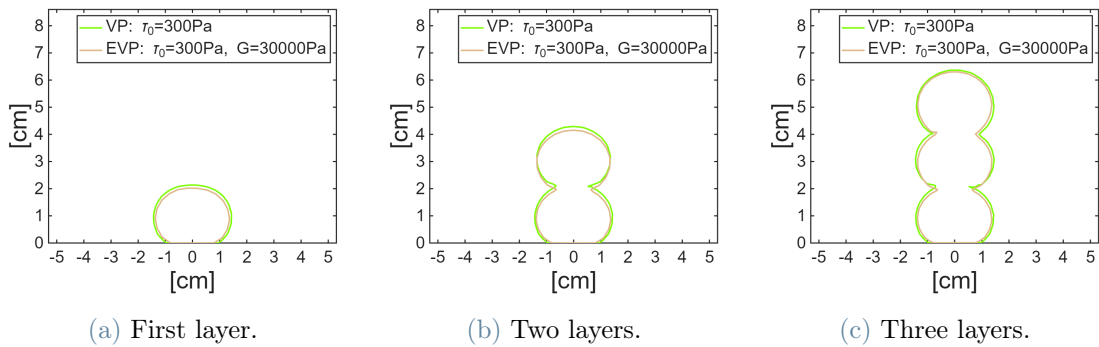 VP: τ₀=300Pa
EVP: τ₀=300Pa, G=30000Pa
8
7
6
5
4
3
2
1
0
[cm]
-5 -4 -3 -2 -1 0 1 2 3 4 5
[cm]
(a) First layer.
VP: τ₀=300Pa
EVP: τ₀=300Pa, G=30000Pa
8
7
6
5
4
3
2
1
0
[cm]
-5 -4 -3 -2 -1 0 1 2 3 4 5
[cm]
(b) Two layers.
VP: τ₀=300Pa
EVP: τ₀=300Pa, G=30000Pa
8
7
6
5
4
3
2
1
0
[cm]
-5 -4 -3 -2 -1 0 1 2 3 4 5
[cm]
(c) Three layers.